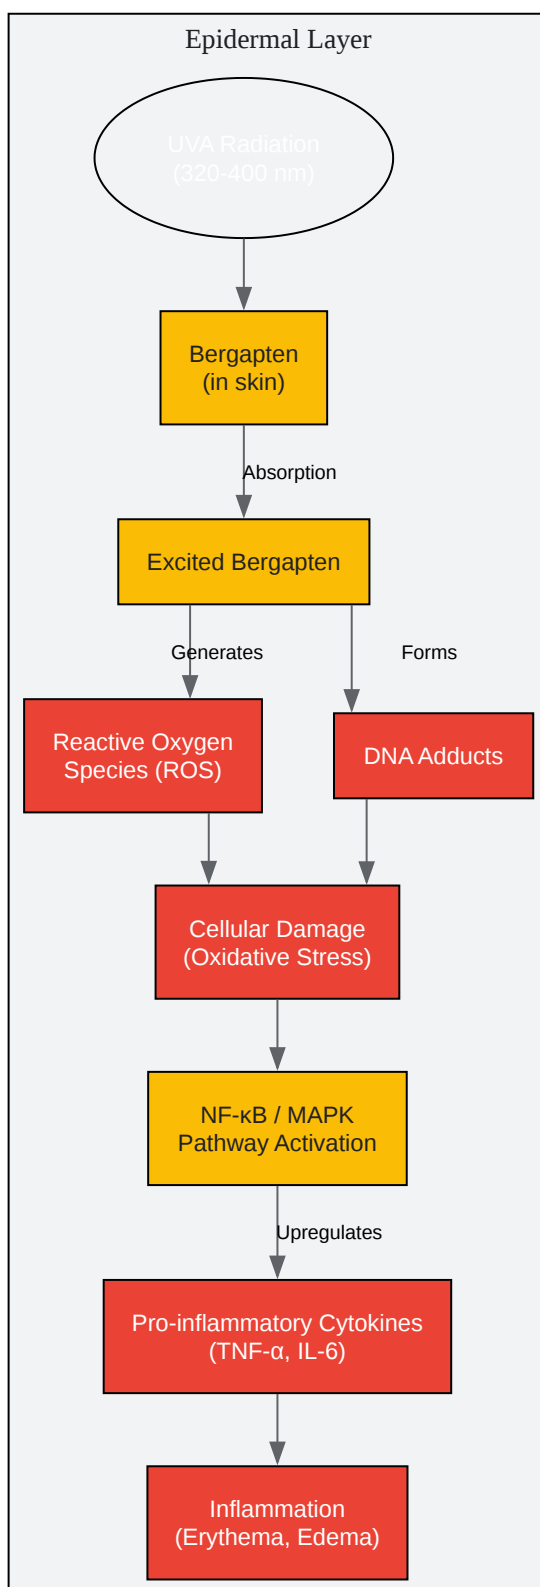 Epidermal Layer
UVA Radiation
(320-400 nm)
Bergapten
(in skin)
Absorption
Excited Bergapten
Generates
Forms
Reactive Oxygen
Species (ROS)
DNA Adducts
Cellular Damage
(Oxidative Stress)
NF-κB / MAPK
Pathway Activation
Upregulates
Pro-inflammatory Cytokines
(TNF-α, IL-6)
Inflammation
(Erythema, Edema)